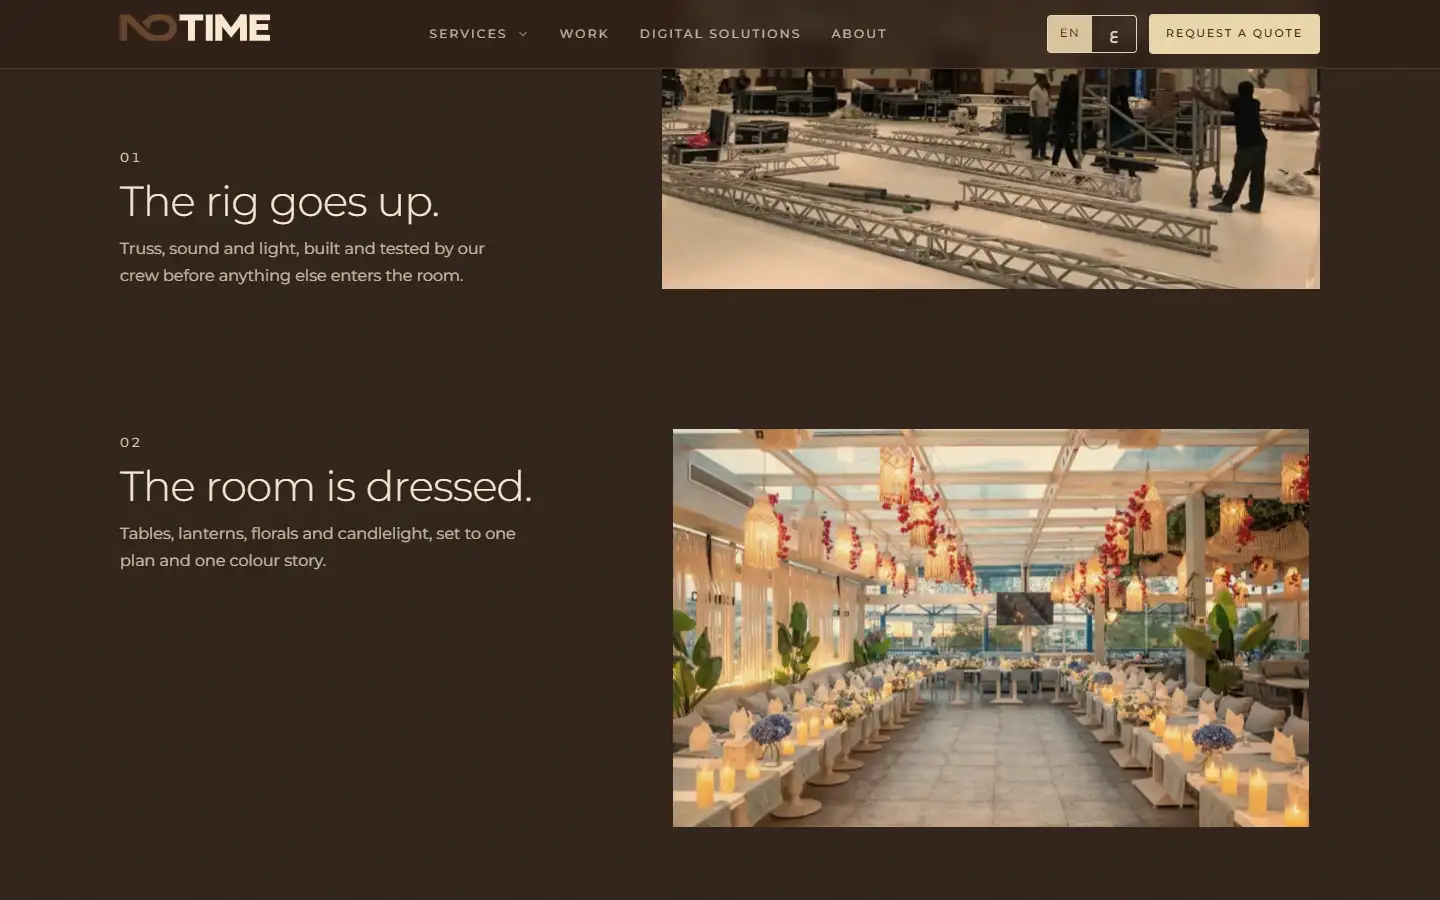 NOTIME
SERVICES
WORK
DIGITAL SOLUTIONS
ABOUT
EN
ع
REQUEST A QUOTE
01
The rig goes up.
Truss, sound and light, built and tested by our
crew before anything else enters the room.
02
The room is dressed.
Tables, lanterns, florals and candlelight, set to one
plan and one colour story.